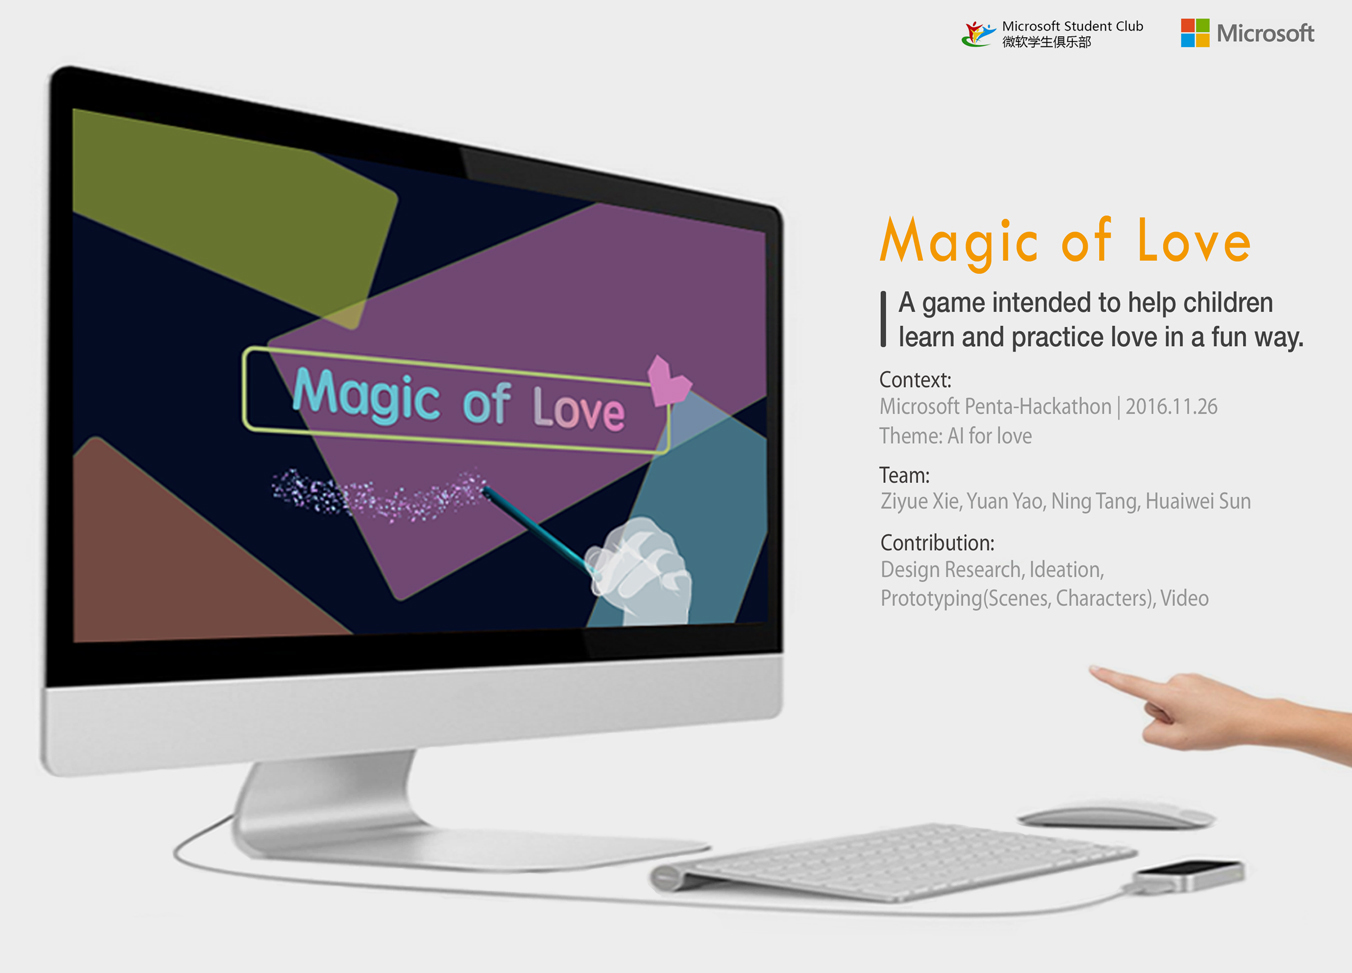 Microsoft Student Club
微软学生俱乐部
Microsoft
Magic of Love
Magic of Love
A game intended to help children
learn and practice love in a fun way.
Context:
Microsoft Penta-Hackathon | 2016.11.26
Theme: AI for love
Team:
Ziyue Xie, Yuan Yao, Ning Tang, Huaiwei Sun
Contribution:
Design Research, Ideation,
Prototyping(Scenes, Characters), Video